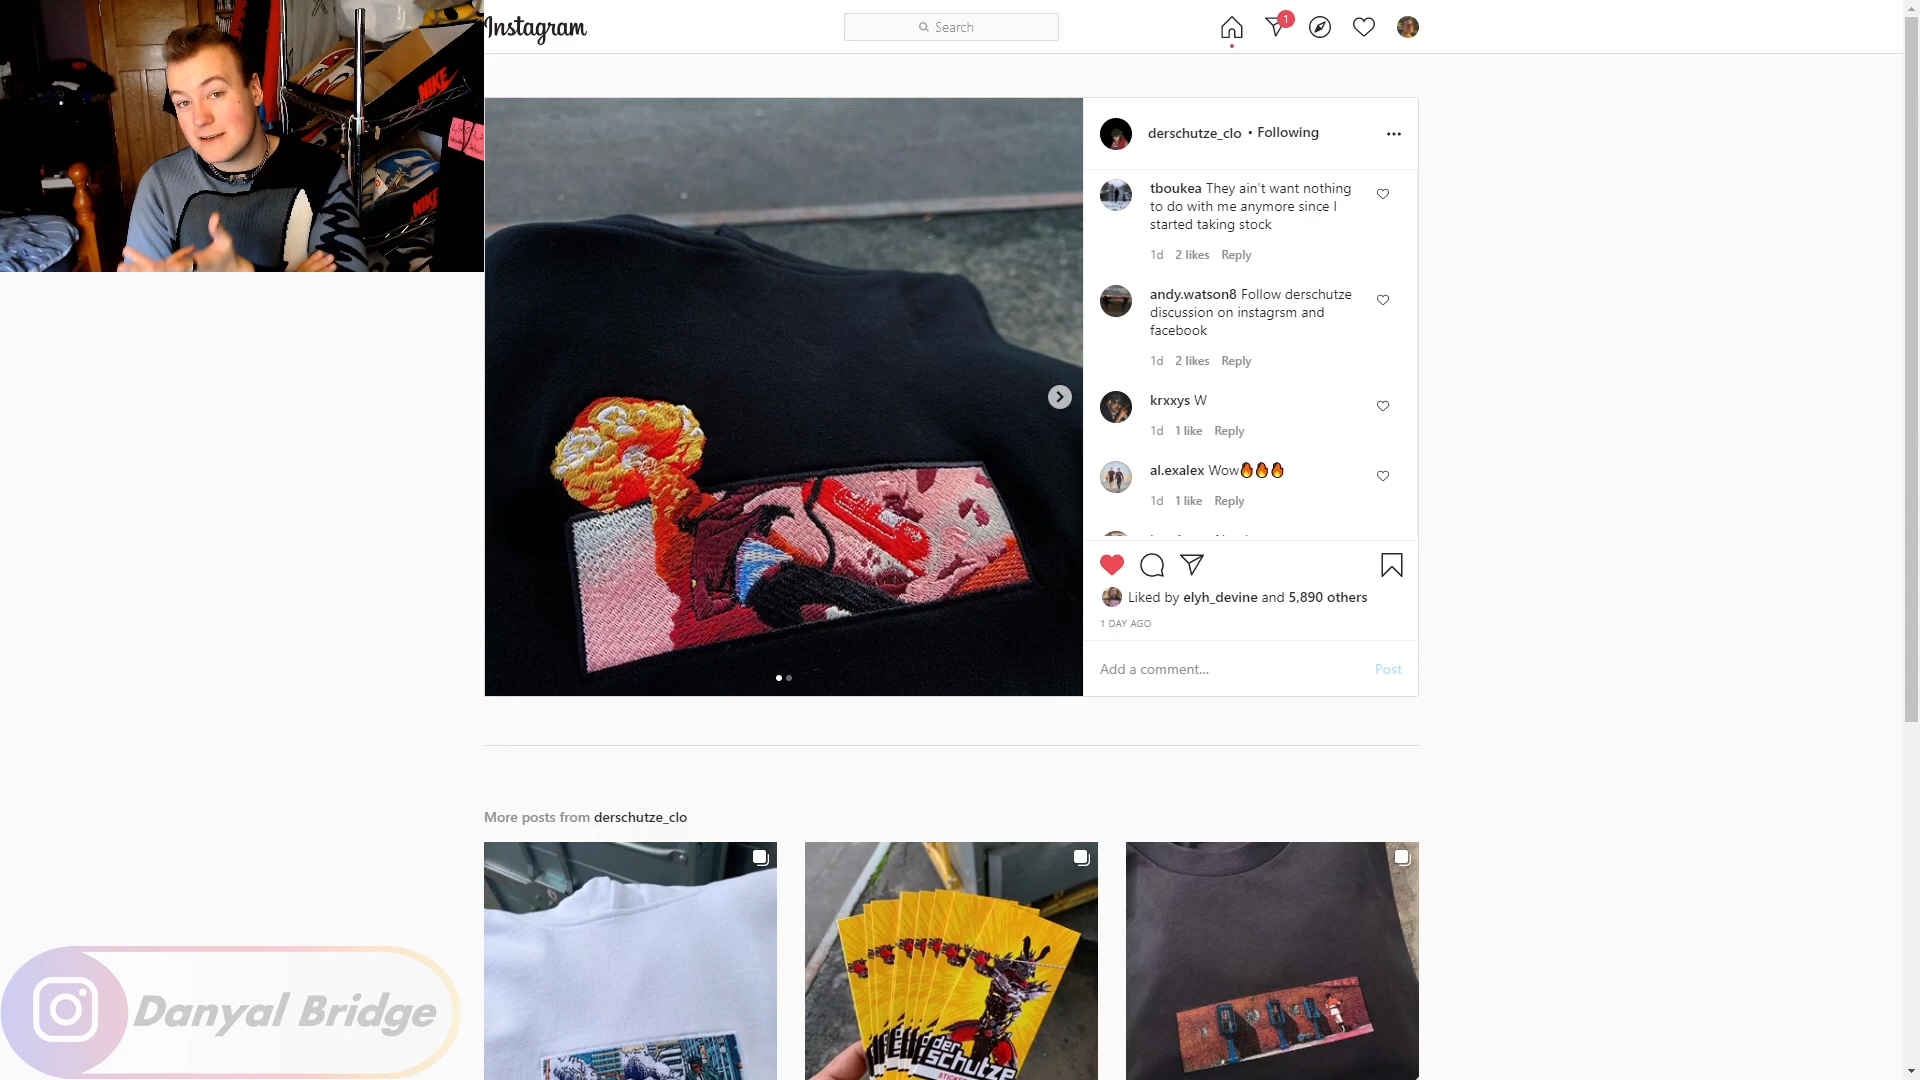 Instagram
Search
1
NIKE
NIKE
derschutze_clo • Following
tboukea They ain't want nothing
to do with me anymore since I
started taking stock
1d 2 likes Reply
andy.watson8 Follow derschutze
discussion on instagrsm and
facebook
1d 2 likes Reply
krxxys W
1d 1 like Reply
al.exalex Wow🔥🔥🔥
1d 1 like Reply
Liked by elyh_devine and 5,890 others
1 DAY AGO
Add a comment...
Post
More posts from derschutze_clo
der
schutze
STICKER
Danyal Bridge